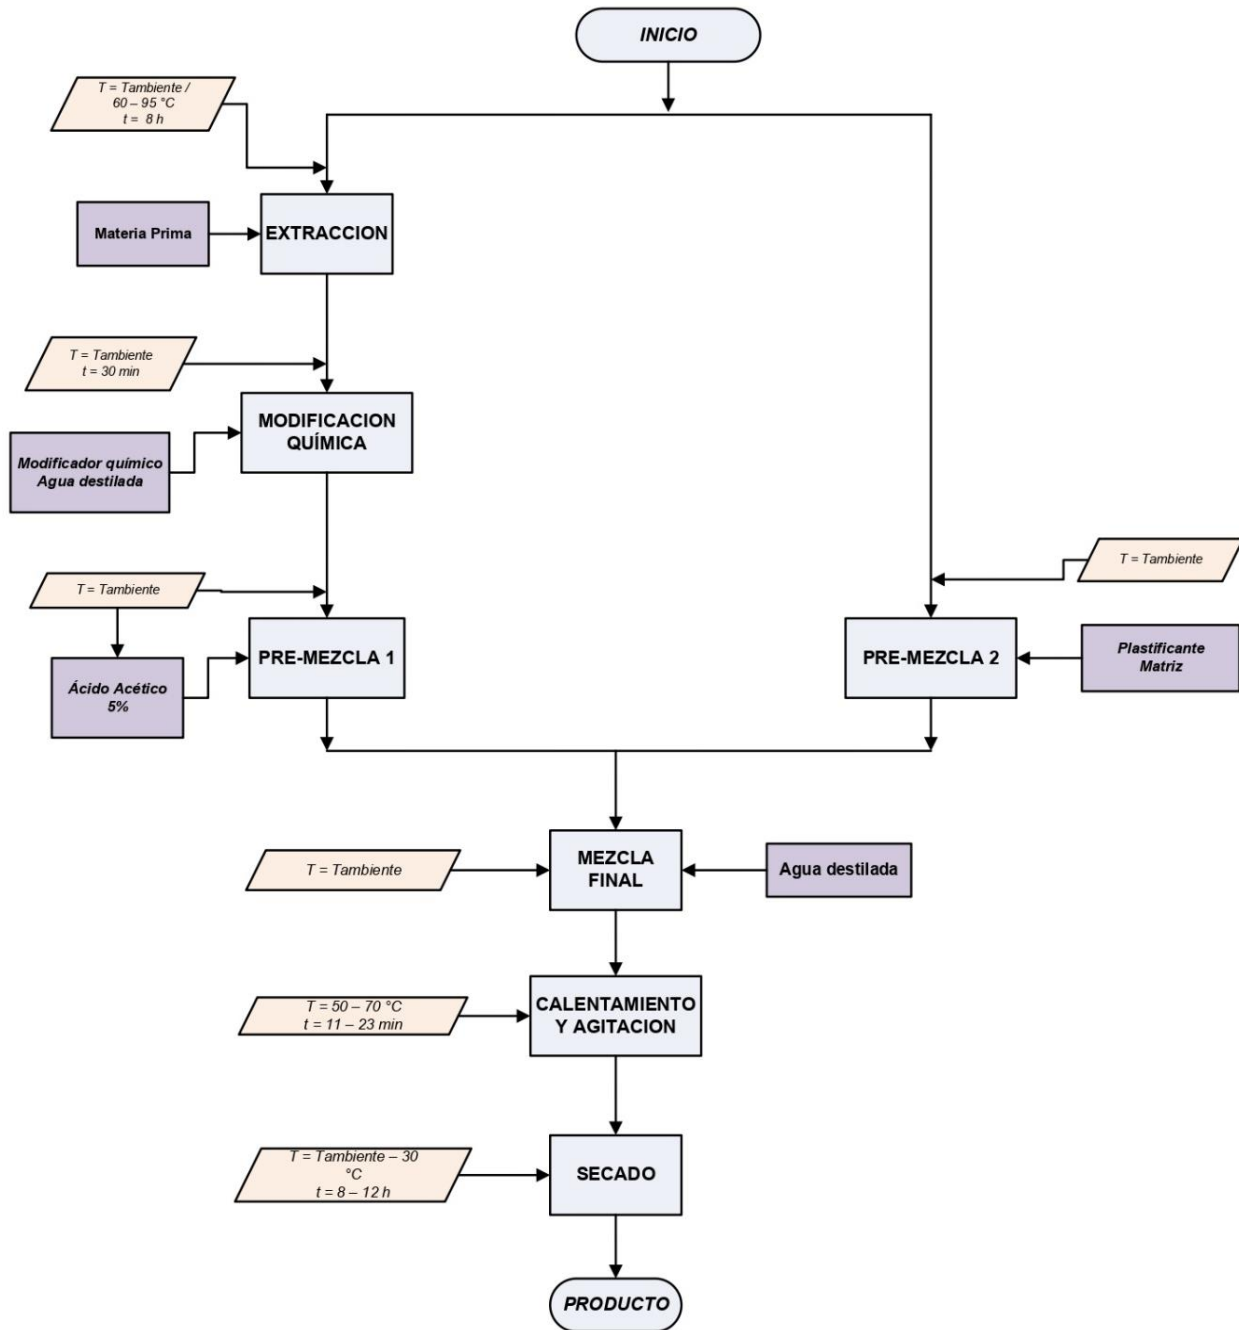 INICIO
T = Tambiente /
60 – 95 °C
t = 8 h
Materia Prima
EXTRACCION
T = Tambiente
t = 30 min
MODIFICACION
QUÍMICA
Modificador químico
Agua destilada
T = Tambiente
T = Tambiente
PRE-MEZCLA 1
PRE-MEZCLA 2
Plastificante
Matriz
Ácido Acético
5%
T = Tambiente
MEZCLA
FINAL
Agua destilada
T = 50 – 70 °C
t = 11 – 23 min
CALENTAMIENTO
Y AGITACION
T = Tambiente – 30
°C
t = 8 – 12 h
SECADO
PRODUCTO